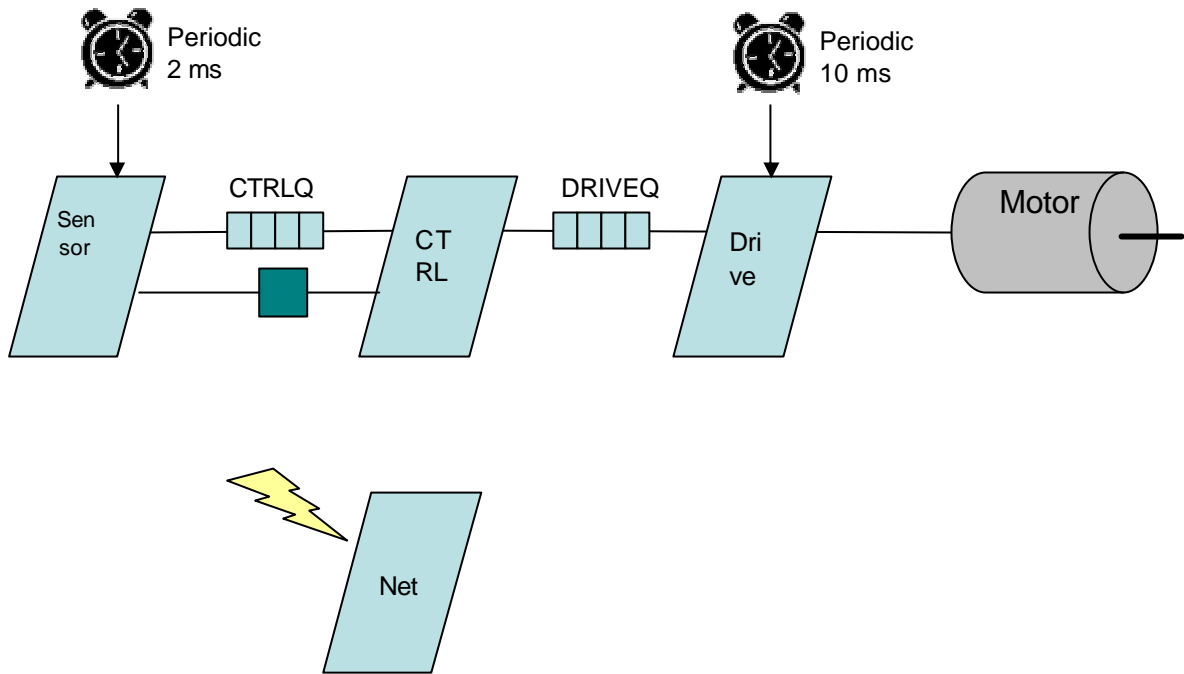 Periodic
2 ms
Periodic
10 ms
CTRLQ
DRIVEQ
Sen
sor
CT
RL
Dri
ve
Motor
Net